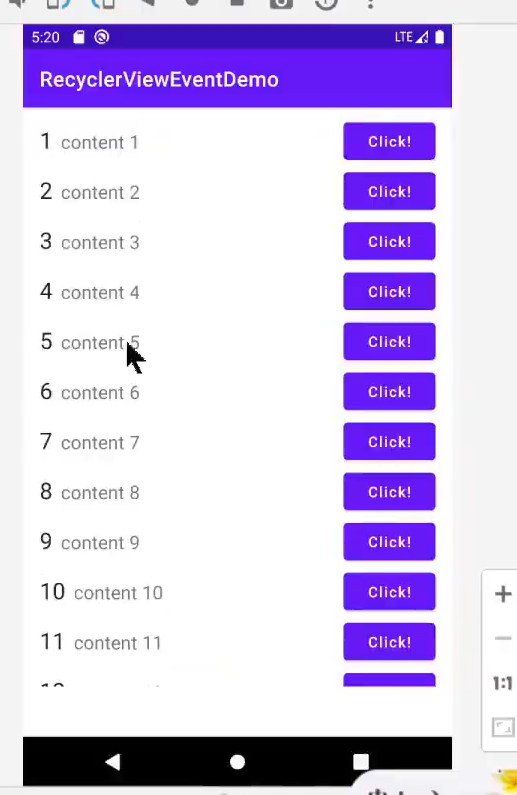 5:20 LTE
RecyclerViewEventDemo
1 content 1 Click!
2 content 2 Click!
3 content 3 Click!
4 content 4 Click!
5 content 5 Click!
6 content 6 Click!
7 content 7 Click!
8 content 8 Click!
9 content 9 Click!
10 content 10 Click!
11 content 11 Click!
1:1